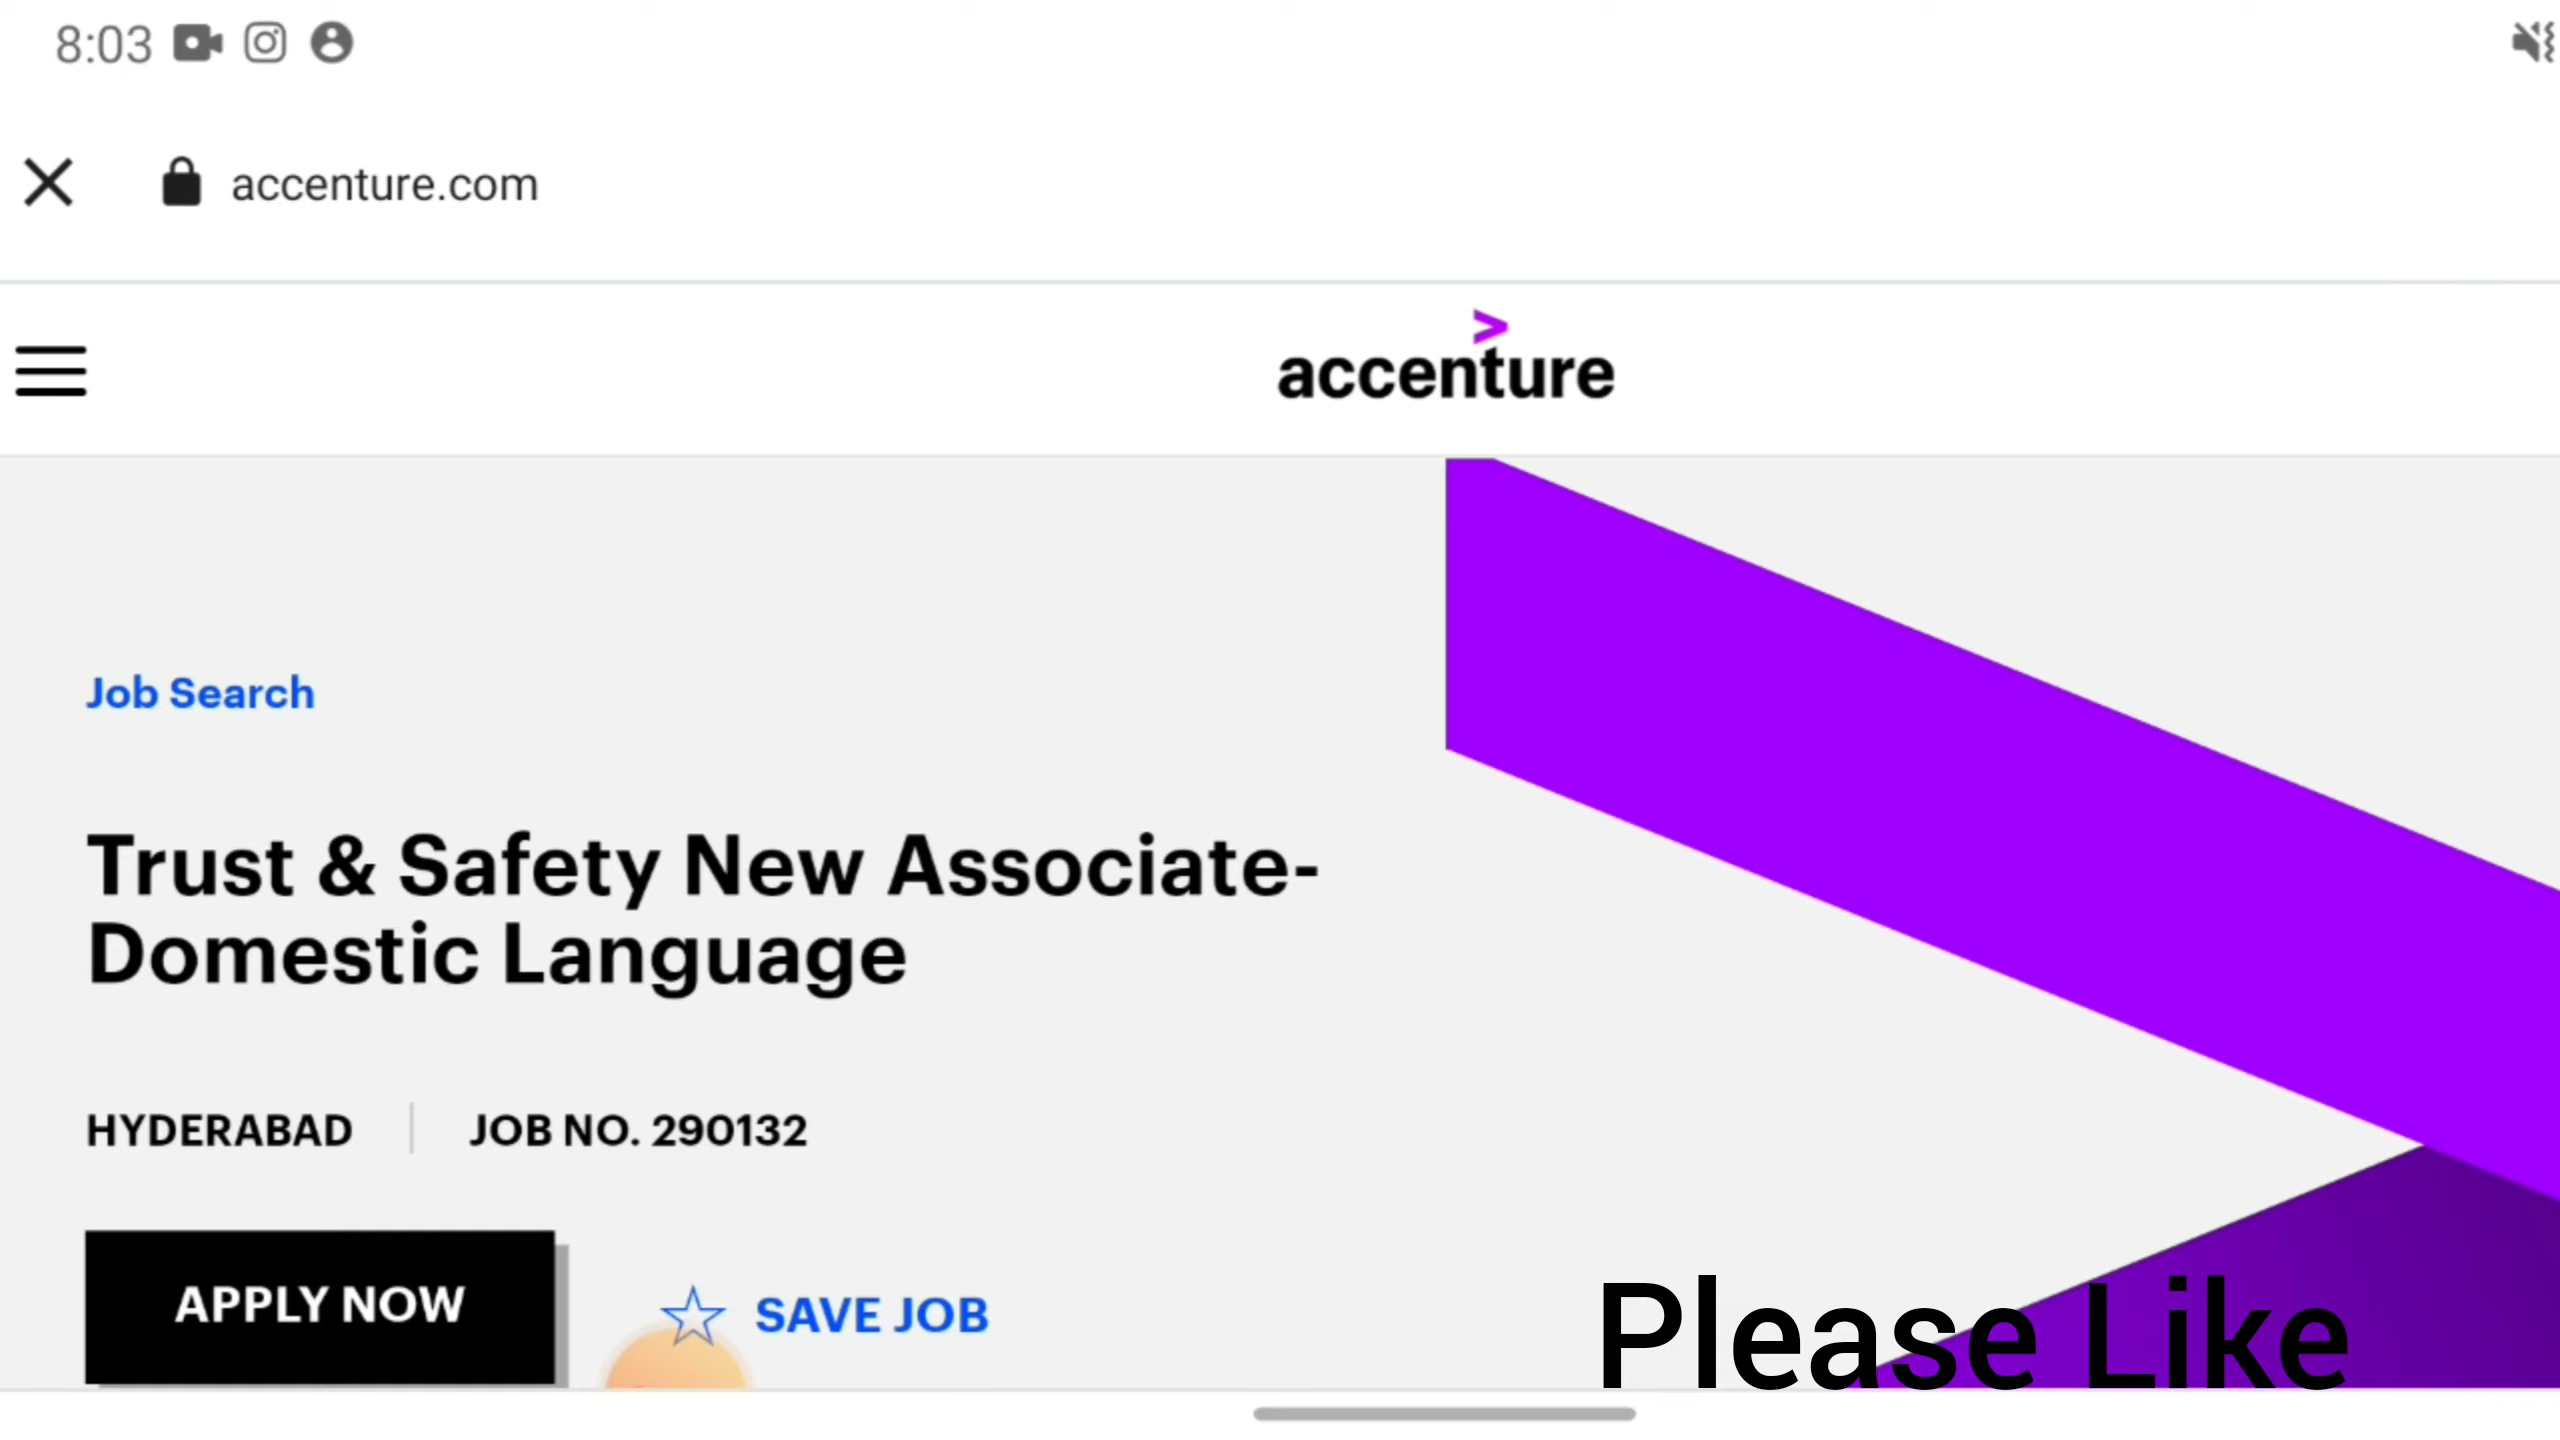 8:03
accenture.com
accenture
Job Search
Trust & Safety New Associate-
Domestic Language
HYDERABAD
JOB NO. 290132
APPLY NOW
SAVE JOB
Please Like